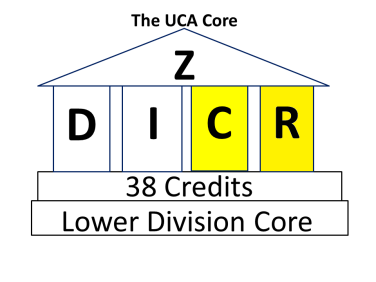 The UCA Core
Z
D I C R
38 Credits
Lower Division Core